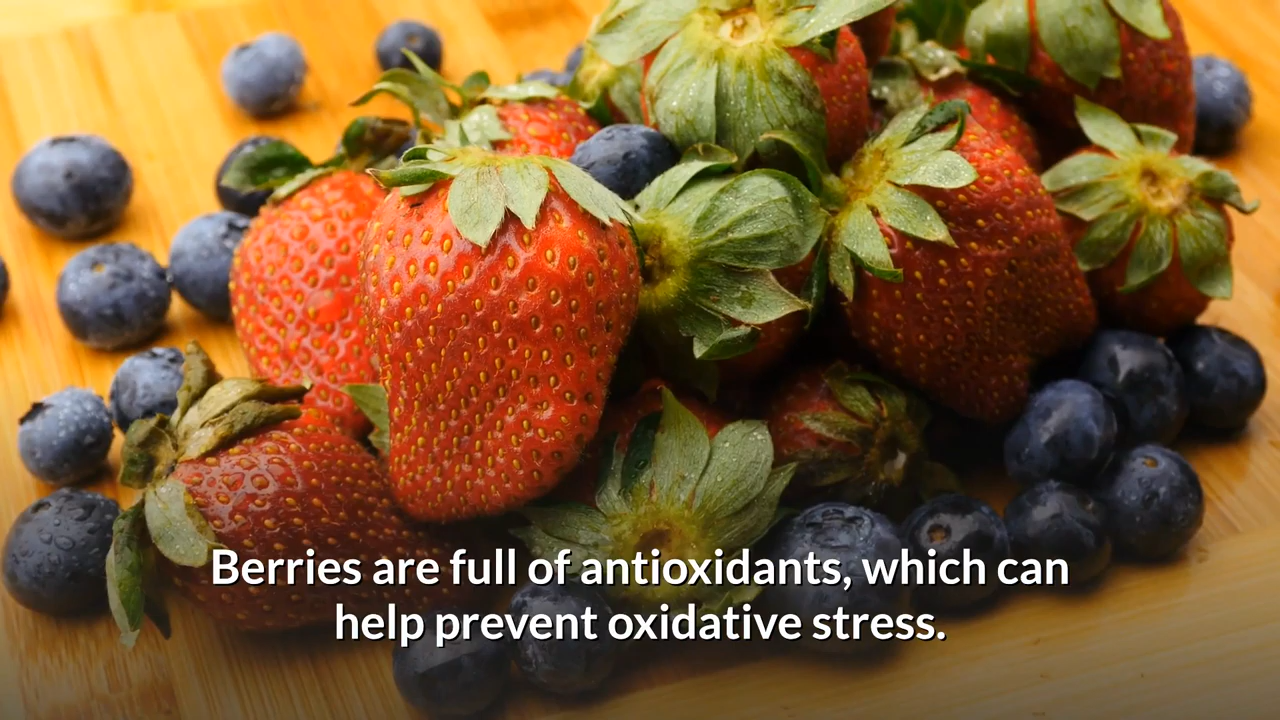 Berries are full of antioxidants, which can
help prevent oxidative stress.